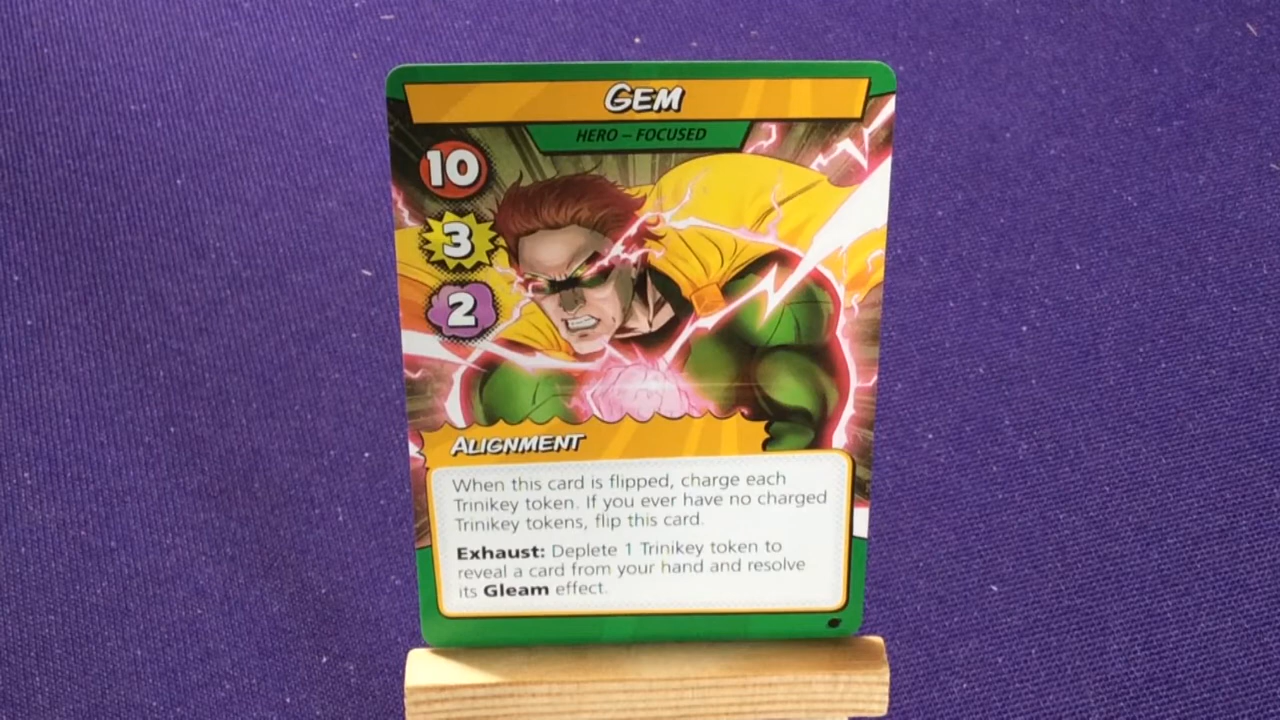 GEM
HERO – FOCUSED
10
3
2
ALIGNMENT
When this card is flipped, charge each
Trinikey token. If you ever have no charged
Trinikey tokens, flip this card.
Exhaust: Deplete 1 Trinikey token to
reveal a card from your hand and resolve
its Gleam effect.